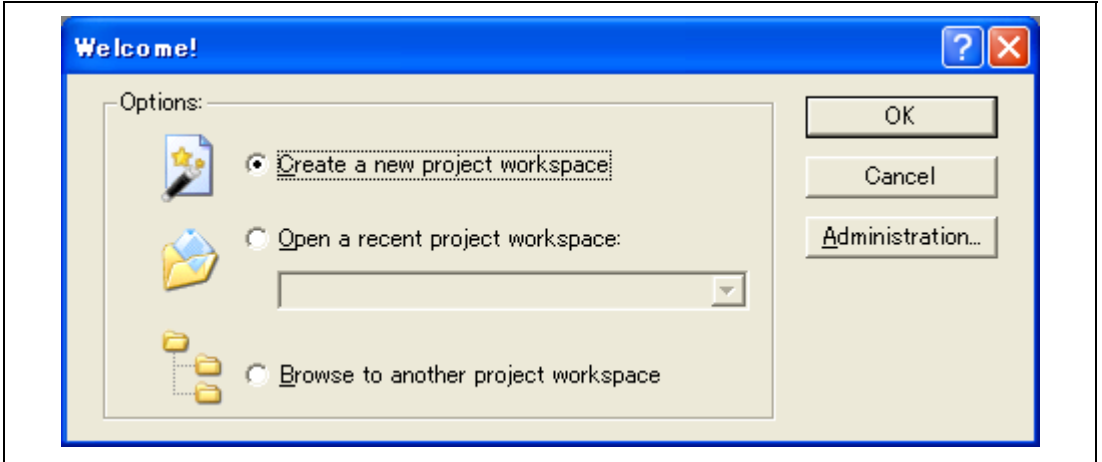 Welcome!
Options:
Create a new project workspace
Open a recent project workspace:
Browse to another project workspace
OK
Cancel
Administration...